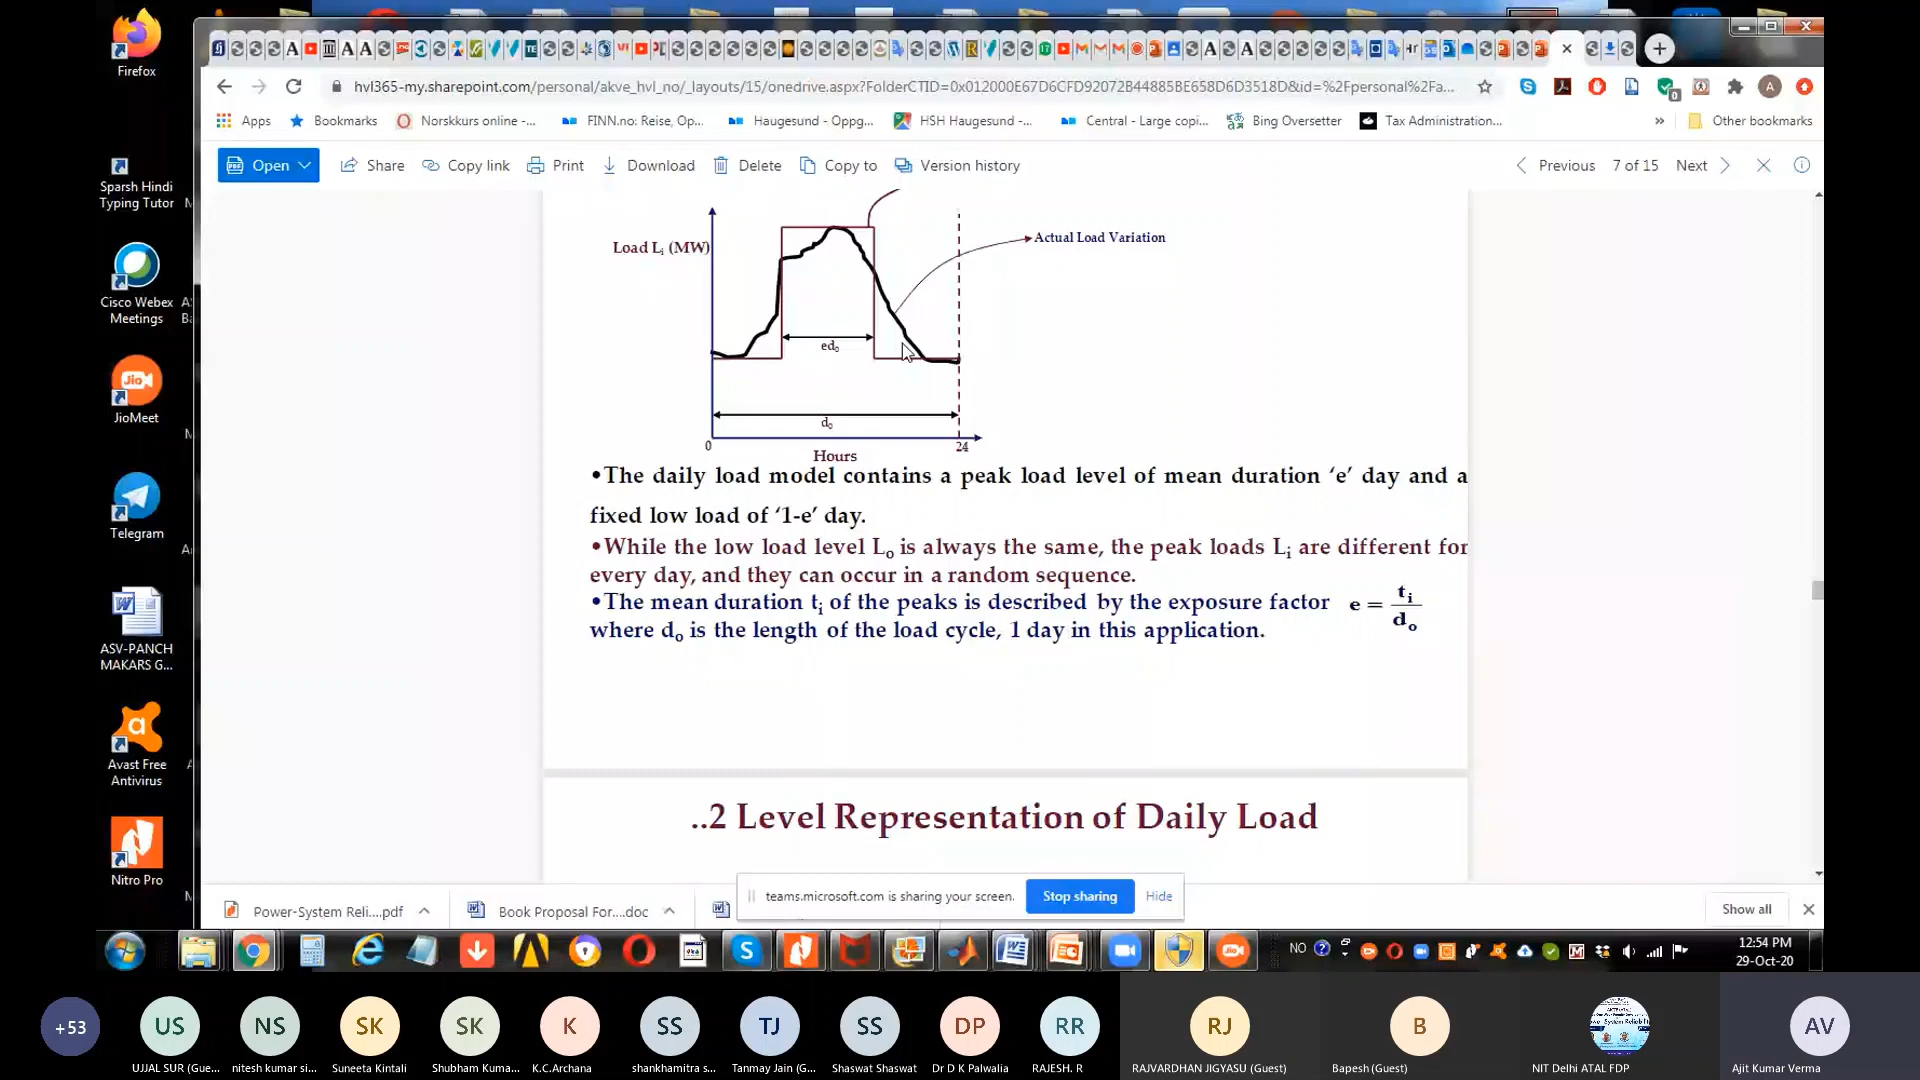 Firefox
Sparsh Hindi
Typing Tutor
Cisco Webex
Meetings
JioMeet
Telegram
ASV-PANCH
MAKARS G...
Avast Free
Antivirus
Nitro Pro
hvl365-my.sharepoint.com/personal/akve_hvl_no/_layouts/15/onedrive.aspx?FolderCTID=0x012000E67D6CFD92072B44885BE658D6D3518D&id=%2Fpersonal%2Fa...
Apps
Bookmarks
Norskkurs online -...
FINN.no: Reise, Op...
Haugesund - Oppg...
HSH Haugesund -...
Central - Large copi...
Bing Oversetter
Tax Administration...
»
Other bookmarks
Open
Share
Copy link
Print
Download
Delete
Copy to
Version history
Previous
7 of 15
Next
Load Li (MW)
Actual Load Variation
ed₀
d₀
0
24
Hours
•The daily load model contains a peak load level of mean duration ‘e’ day and a
fixed low load of ‘1-e’ day.
•While the low load level Lo is always the same, the peak loads Li are different for
every day, and they can occur in a random sequence.
•The mean duration ti of the peaks is described by the exposure factor e = ti/do
where do is the length of the load cycle, 1 day in this application.
..2 Level Representation of Daily Load
teams.microsoft.com is sharing your screen.
Stop sharing
Hide
Power-System Reli....pdf
Book Proposal For....doc
Show all
NO
12:54 PM
29-Oct-20
+53
US
NS
SK
SK
K
SS
TJ
SS
DP
RR
RJ
B
AV
UJJAL SUR (Gue...
nitesh kumar si...
Suneeta Kintali
Shubham Kuma...
K.C.Archana
shankhamitra s...
Tanmay Jain (G...
Shaswat Shaswat
Dr D K Palwalia
RAJESH. R
RAJVARDHAN JIGYASU (Guest)
Bapesh (Guest)
NIT Delhi ATAL FDP
Ajit Kumar Verma